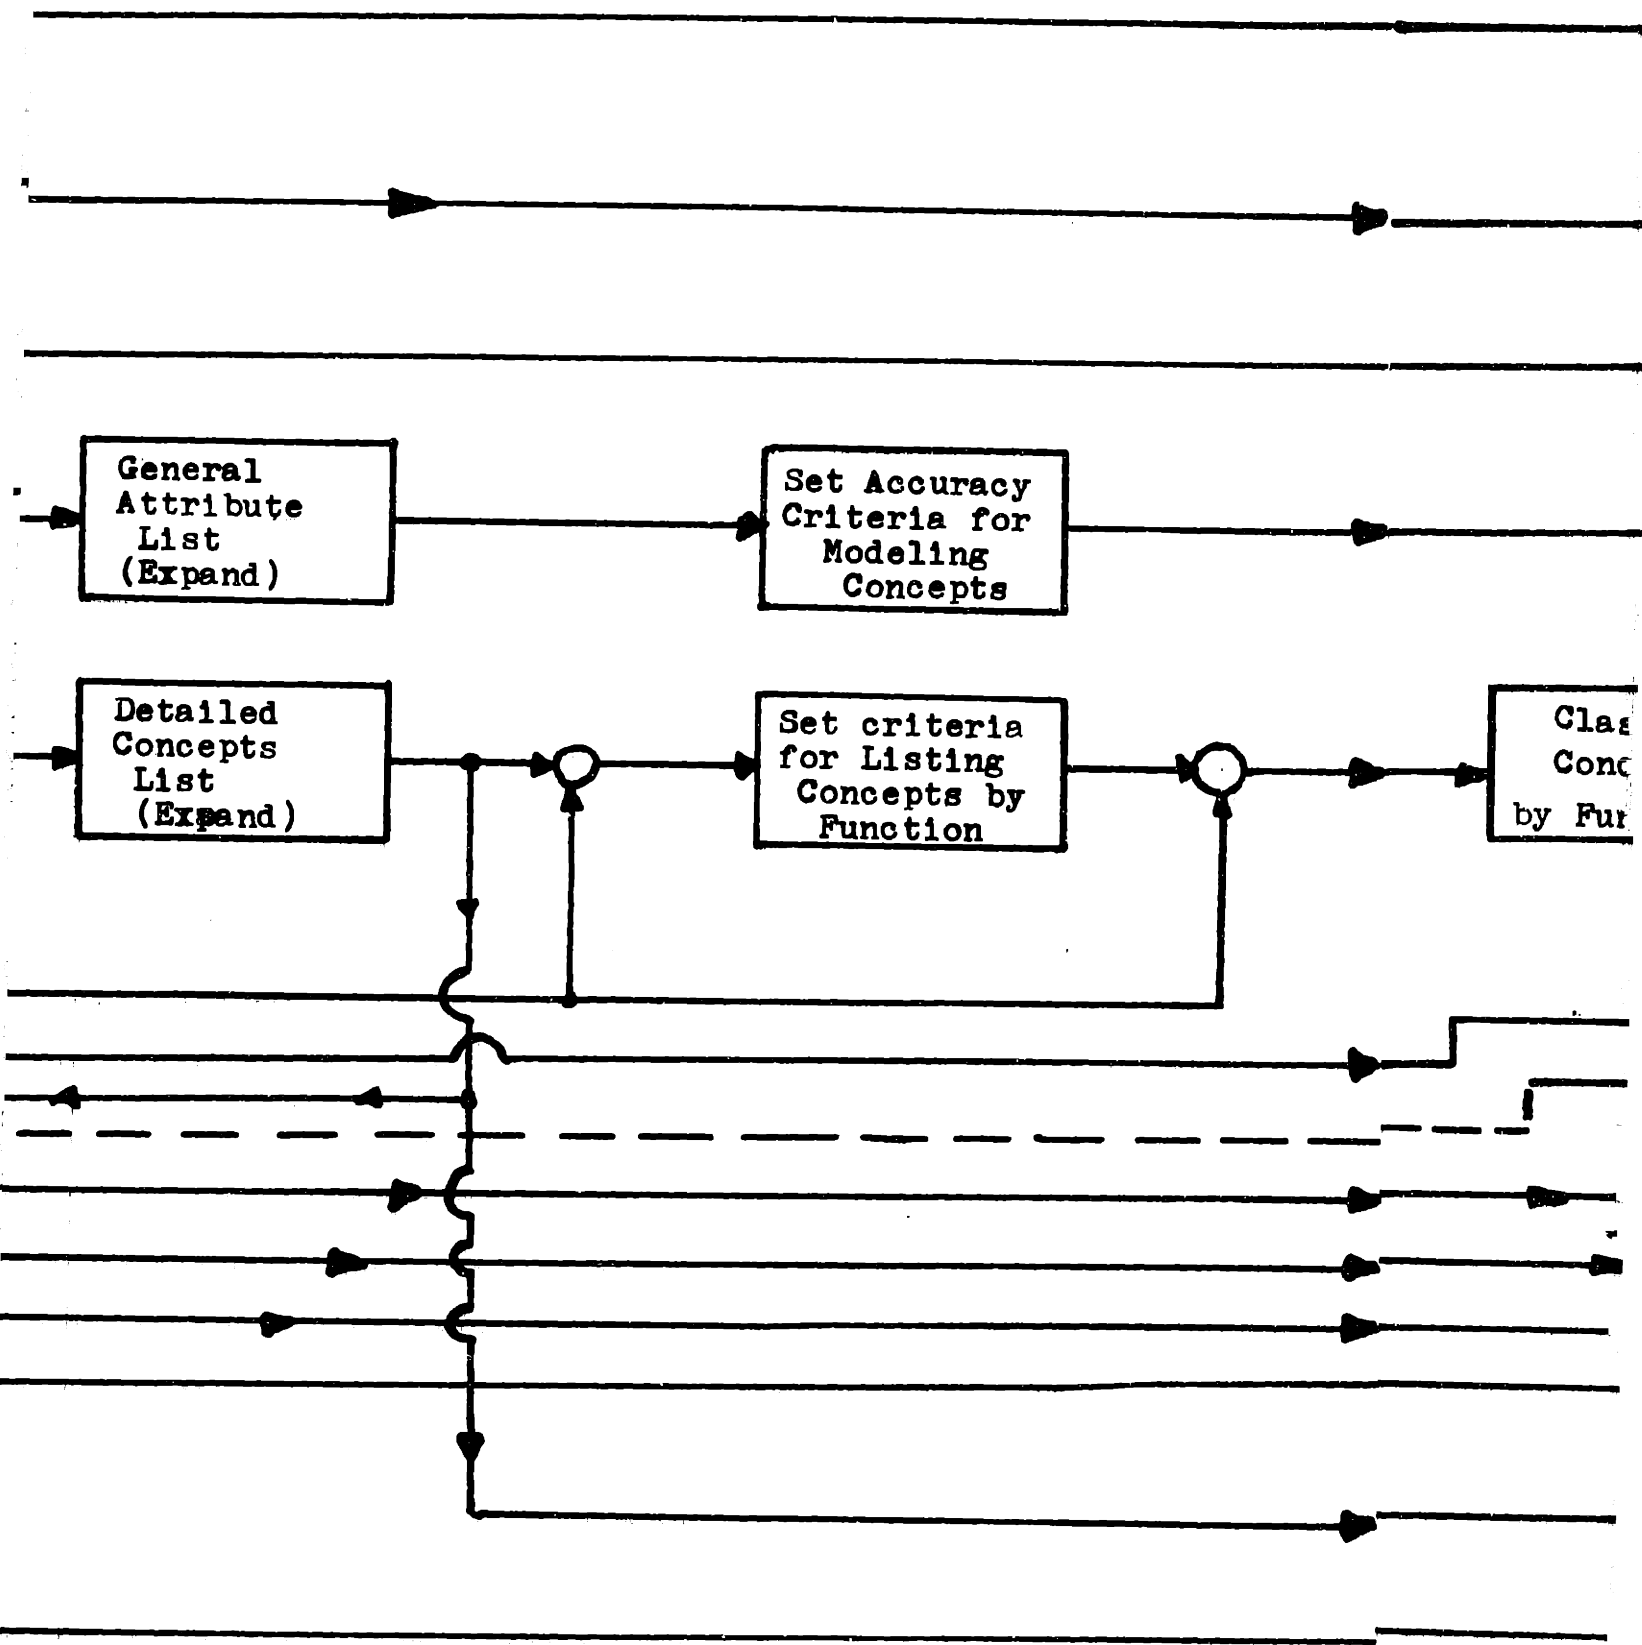 General
Attribute
List
(Expand)
Set Accuracy
Criteria for
Modeling
Concepts
Detailed
Concepts
List
(Expand)
Set criteria
for Listing
Concepts by
Function
by